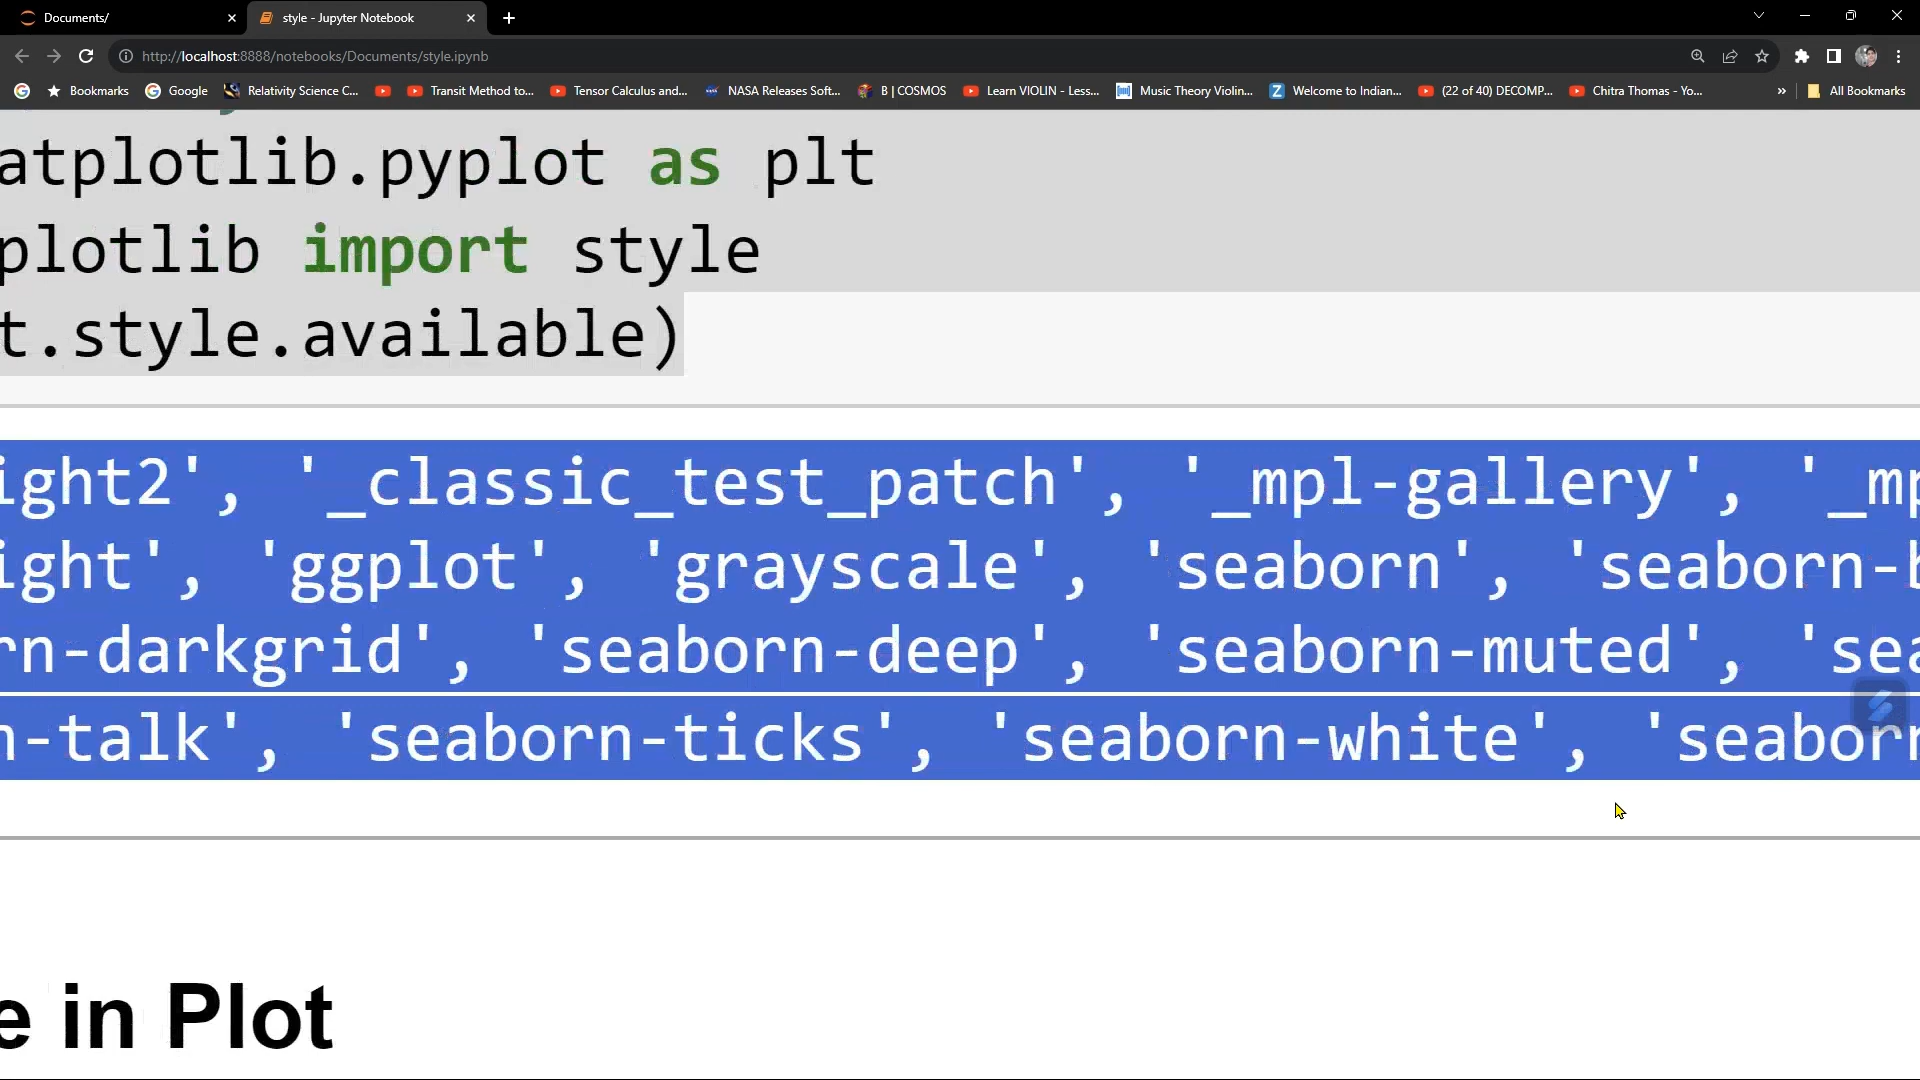 Documents/
style - Jupyter Notebook
http://localhost:8888/notebooks/Documents/style.ipynb
Bookmarks
Google
Relativity Science C...
Transit Method to...
Tensor Calculus and...
NASA Releases Soft...
B | COSMOS
Learn VIOLIN - Less...
Music Theory Violin...
Welcome to Indian...
(22 of 40) DECOMP...
Chitra Thomas - Yo...
»
All Bookmarks
atplotlib.pyplot as plt
plotlib import style
t.style.available)
ight2', '_classic_test_patch', '_mpl-gallery', '_mp
ight', 'ggplot', 'grayscale', 'seaborn', 'seaborn-b
rn-darkgrid', 'seaborn-deep', 'seaborn-muted', 'sea
n-talk', 'seaborn-ticks', 'seaborn-white', 'seaborn
e in Plot